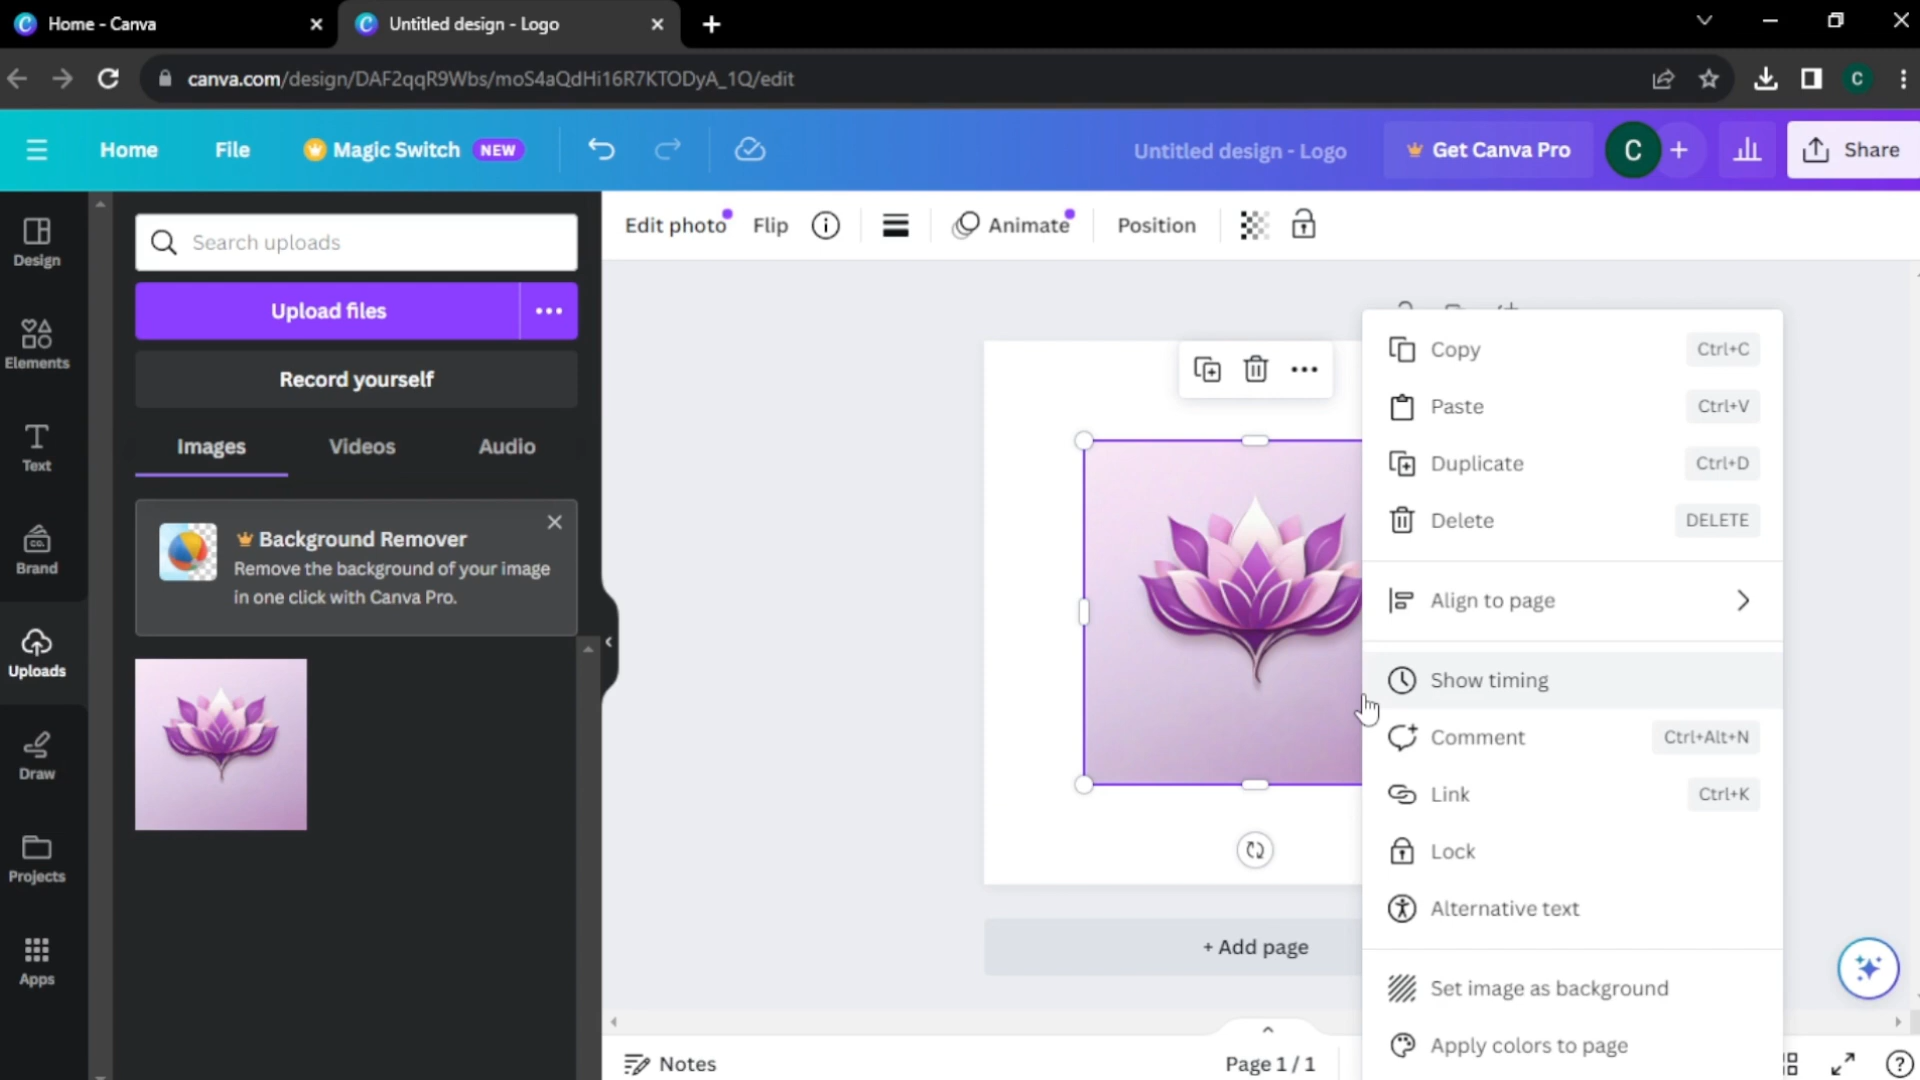 Home - Canva
Untitled design - Logo
canva.com/design/DAF2qqR9Wbs/moS4aQdHi16R7KTODyA_1Q/edit
C
Home
File
Magic Switch NEW
Untitled design - Logo
Get Canva Pro
C
Share
Design
Elements
Text
Brand
Uploads
Draw
Projects
Apps
Search uploads
Upload files
Record yourself
Images
Videos
Audio
Background Remover
Remove the background of your image
in one click with Canva Pro.
Edit photo
Flip
Animate
Position
Copy Ctrl+C
Paste Ctrl+V
Duplicate Ctrl+D
Delete DELETE
Align to page
Show timing
Comment Ctrl+Alt+N
Link Ctrl+K
Lock
Alternative text
Set image as background
Apply colors to page
+ Add page
Notes
Page 1 / 1